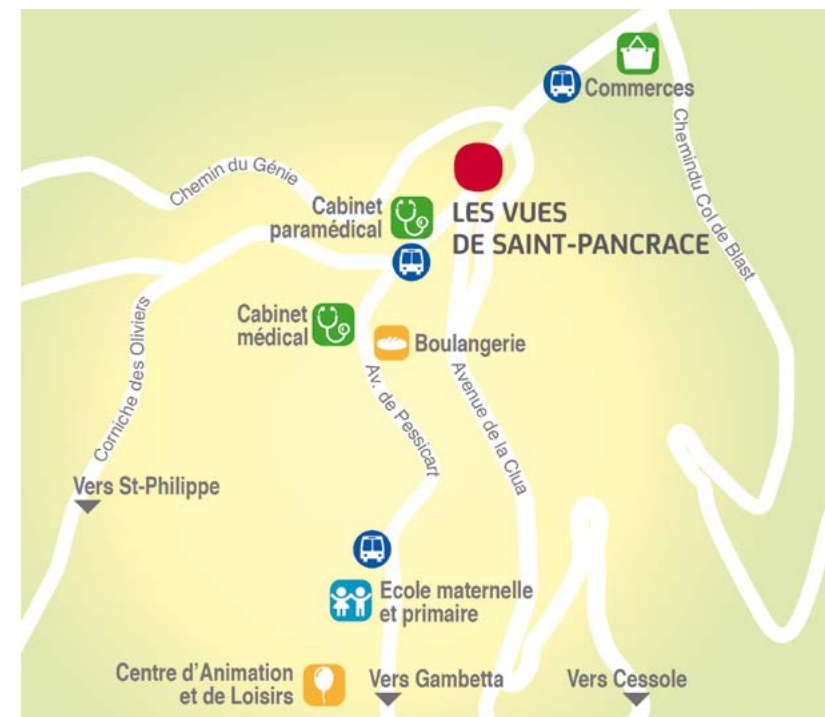 Commerces
Chemin du Génie
Chemindu Col de Blast
Cabinet
paramédical
LES VUES
DE SAINT-PANCRACE
Cabinet
médical
Boulangerie
Corniche des Oliviers
Av. de Pessicart
Avenue de la Clua
Vers St-Philippe
Ecole maternelle
et primaire
Centre d'Animation
et de Loisirs
Vers Gambetta
Vers Cessole